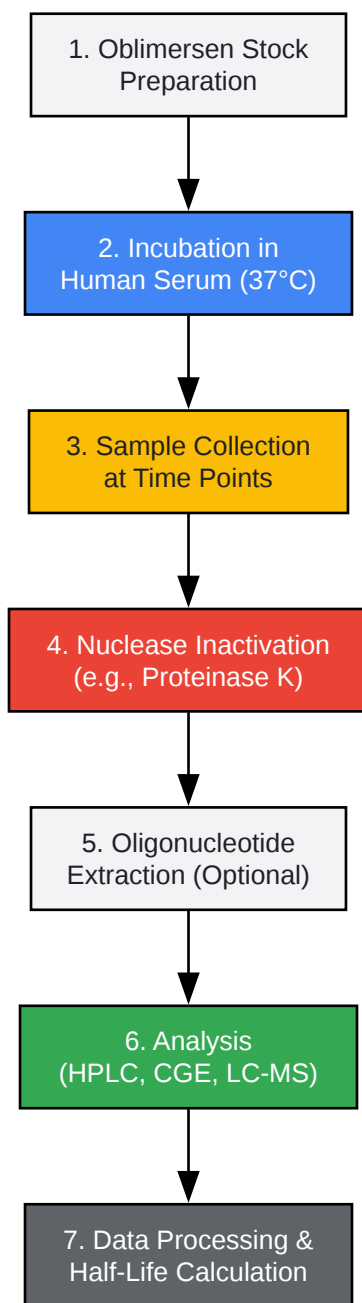 1. Oblimersen Stock
Preparation
2. Incubation in
Human Serum (37°C)
3. Sample Collection
at Time Points
4. Nuclease Inactivation
(e.g., Proteinase K)
5. Oligonucleotide
Extraction (Optional)
6. Analysis
(HPLC, CGE, LC-MS)
7. Data Processing &
Half-Life Calculation